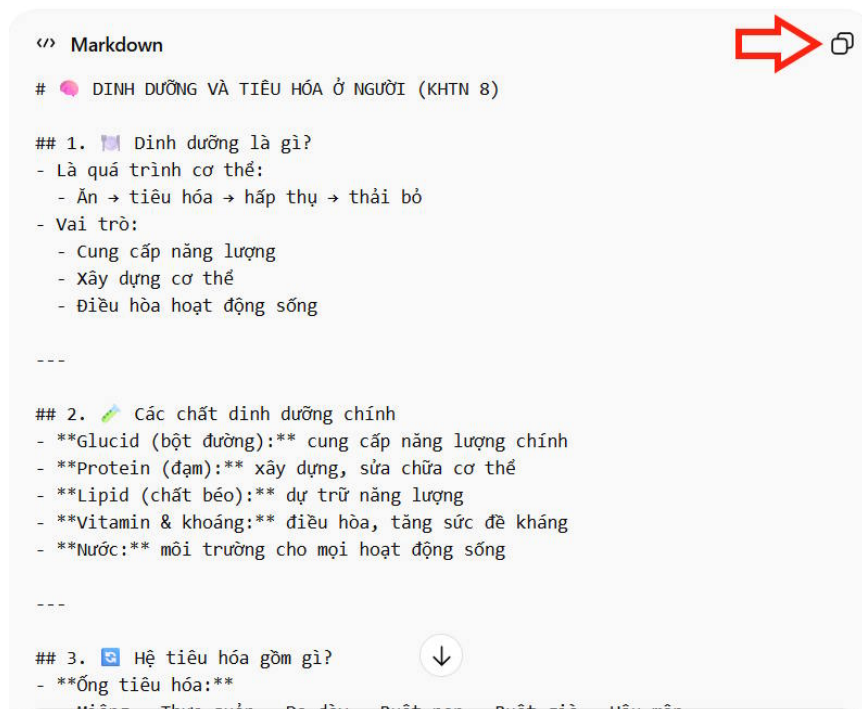 </> Markdown
# 🧠 DINH DƯỠNG VÀ TIÊU HÓA Ở NGƯỜI (KHTN 8)
## 1. 🍽️ Dinh dưỡng là gì?
- Là quá trình cơ thể:
- Ăn → tiêu hóa → hấp thụ → thải bỏ
- Vai trò:
- Cung cấp năng lượng
- Xây dựng cơ thể
- Điều hòa hoạt động sống
---
## 2. 🧪 Các chất dinh dưỡng chính
- **Glucid (bột đường):** cung cấp năng lượng chính
- **Protein (đạm):** xây dựng, sửa chữa cơ thể
- **Lipid (chất béo):** dự trữ năng lượng
- **Vitamin & khoáng:** điều hòa, tăng sức đề kháng
- **Nước:** môi trường cho mọi hoạt động sống
---
## 3. 🔄 Hệ tiêu hóa gồm gì?
- **Ống tiêu hóa:**